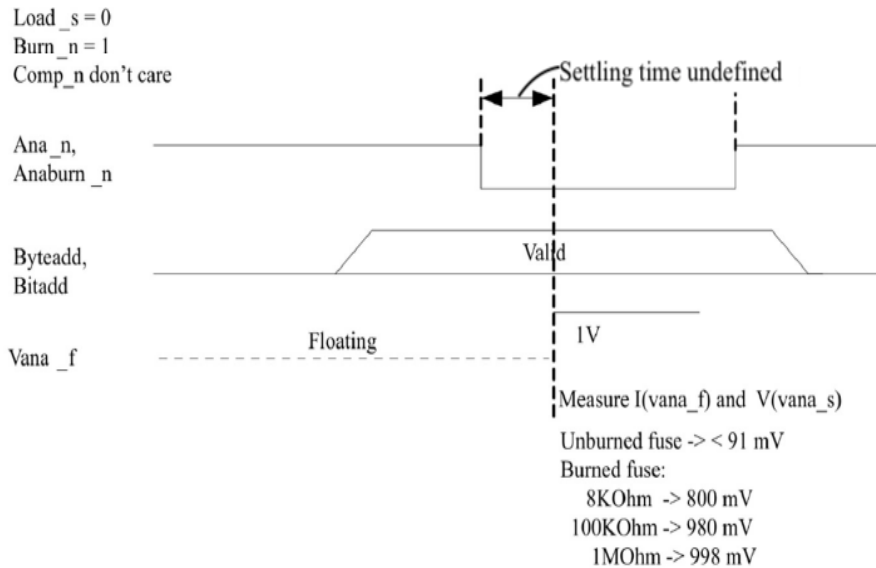 Load _s = 0
Burn _n = 1
Comp_n don't care
Settling time undefined
Ana _n,
Anaburn _n
Byteadd,
Bitadd
Valid
1V
Floating
Vana _f
Measure I(vana_f) and V(vana_s)
Unburned fuse -> < 91 mV
Burned fuse:
8KOhm -> 800 mV
100KOhm -> 980 mV
1MOhm -> 998 mV